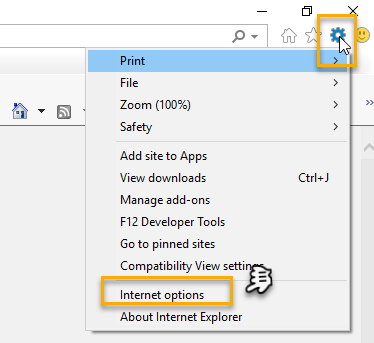 Print
File
Zoom (100%)
Safety
Add site to Apps
View downloads Ctrl+J
Manage add-ons
F12 Developer Tools
Go to pinned sites
Compatibility View settings
Internet options
About Internet Explorer